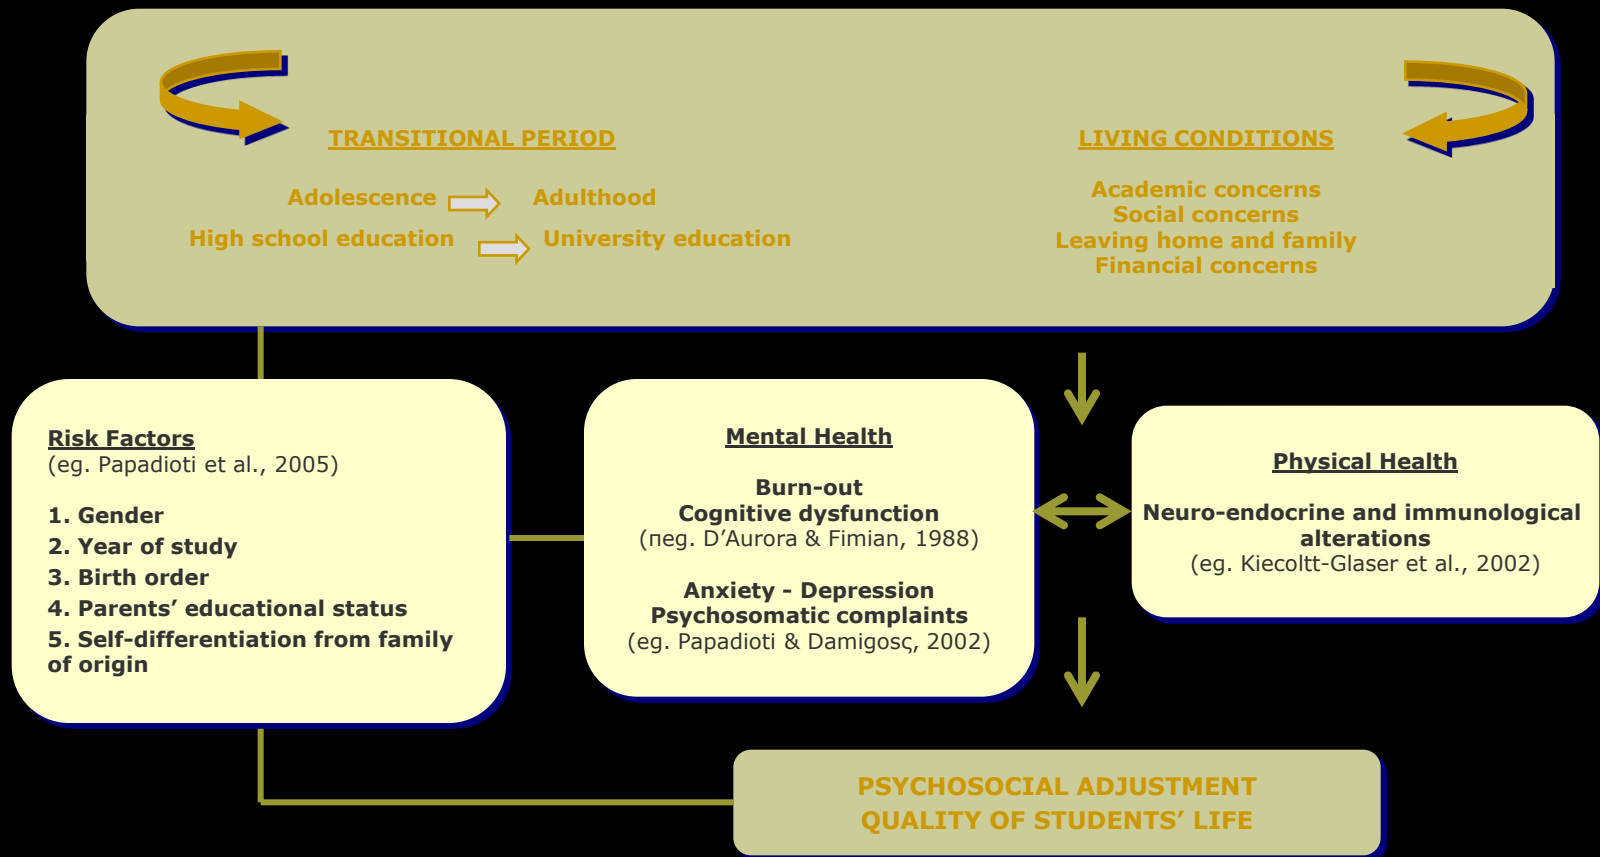 TRANSITIONAL PERIOD
Adolescence Adulthood
High school education University education
LIVING CONDITIONS
Academic concerns
Social concerns
Leaving home and family
Financial concerns
Risk Factors
(eg. Papadioti et al., 2005)
1. Gender
2. Year of study
3. Birth order
4. Parents’ educational status
5. Self-differentiation from family
of origin
Mental Health
Burn-out
Cognitive dysfunction
(πeg. D’Aurora & Fimian, 1988)
Anxiety - Depression
Psychosomatic complaints
(eg. Papadioti & Damigosς, 2002)
Physical Health
Neuro-endocrine and immunological
alterations
(eg. Kiecoltt-Glaser et al., 2002)
PSYCHOSOCIAL ADJUSTMENT
QUALITY OF STUDENTS’ LIFE